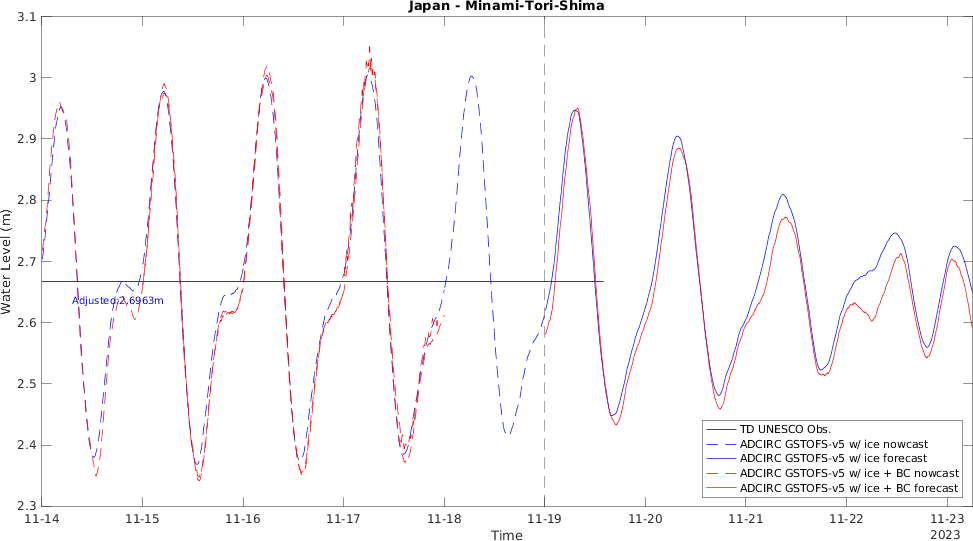 Japan - Minami-Tori-Shima
3.1
3
2.9
2.8
2.7
2.6
2.5
2.4
2.3
Water Level (m)
Adjusted:2.6963m
TD UNESCO Obs.
ADCIRC GSTOFS-v5 w/ ice nowcast
ADCIRC GSTOFS-v5 w/ ice forecast
ADCIRC GSTOFS-v5 w/ ice + BC nowcast
ADCIRC GSTOFS-v5 w/ ice + BC forecast
11-14 11-15 11-16 11-17 11-18 11-19 11-20 11-21 11-22 11-23
Time
2023